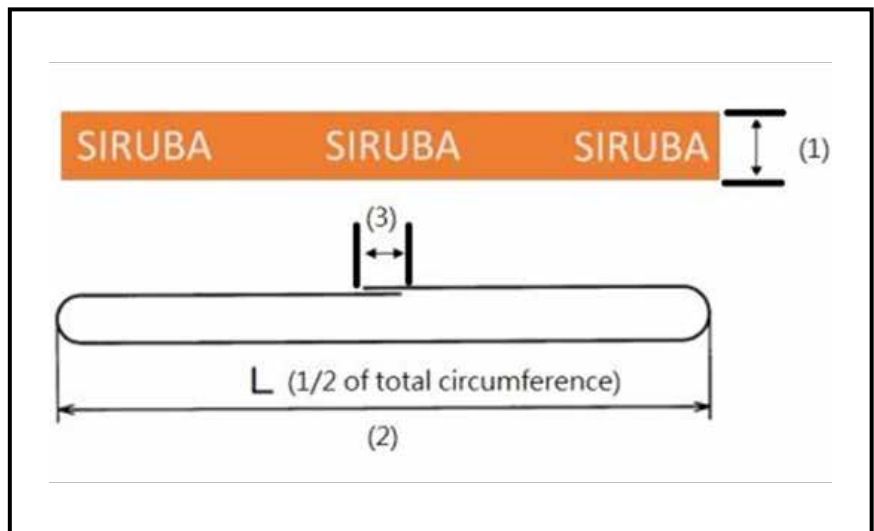 SIRUBA SIRUBA SIRUBA
(1)
(3)
L (1/2 of total circumference)
(2)